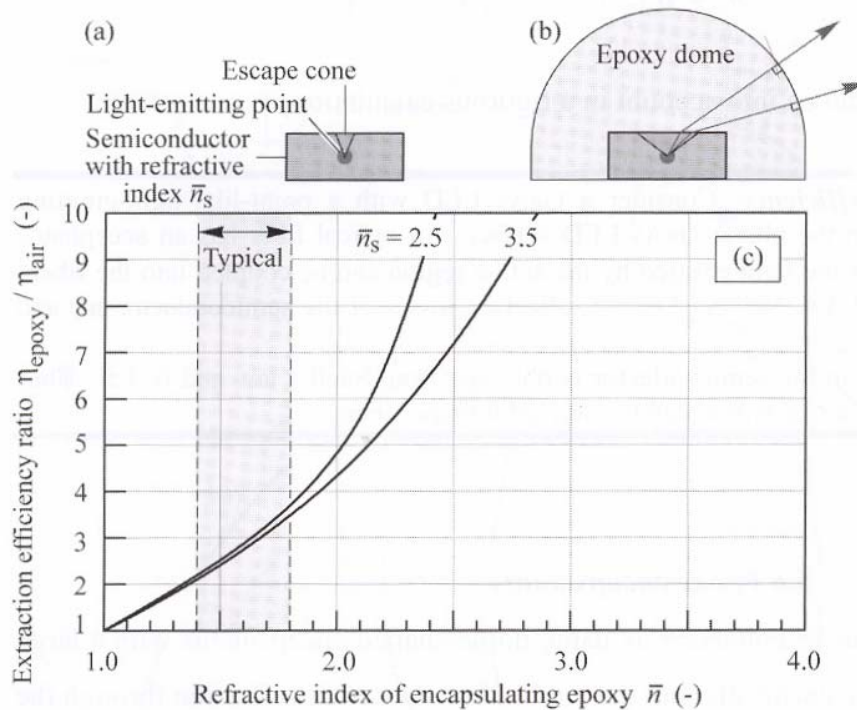 (a)
Escape cone
Light-emitting point
Semiconductor
with refractive
index n̅s
(b)
Epoxy dome
Extraction efficiency ratio η epoxy / η air (-)
10
9
8
7
6
5
4
3
2
1
Typical
n̅s = 2.5
3.5
(c)
1.0
2.0
3.0
4.0
Refractive index of encapsulating epoxy n̅ (-)